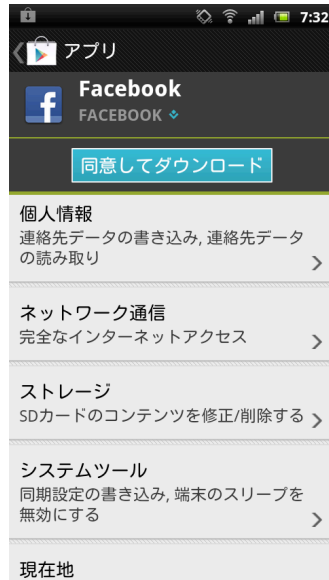 7:32
アプリ
Facebook
FACEBOOK
同意してダウンロード
個人情報
連絡先データの書き込み, 連絡先データ
の読み取り
ネットワーク通信
完全なインターネットアクセス
ストレージ
SDカードのコンテンツを修正/削除する
システムツール
同期設定の書き込み, 端末のスリープを
無効にする
現在地